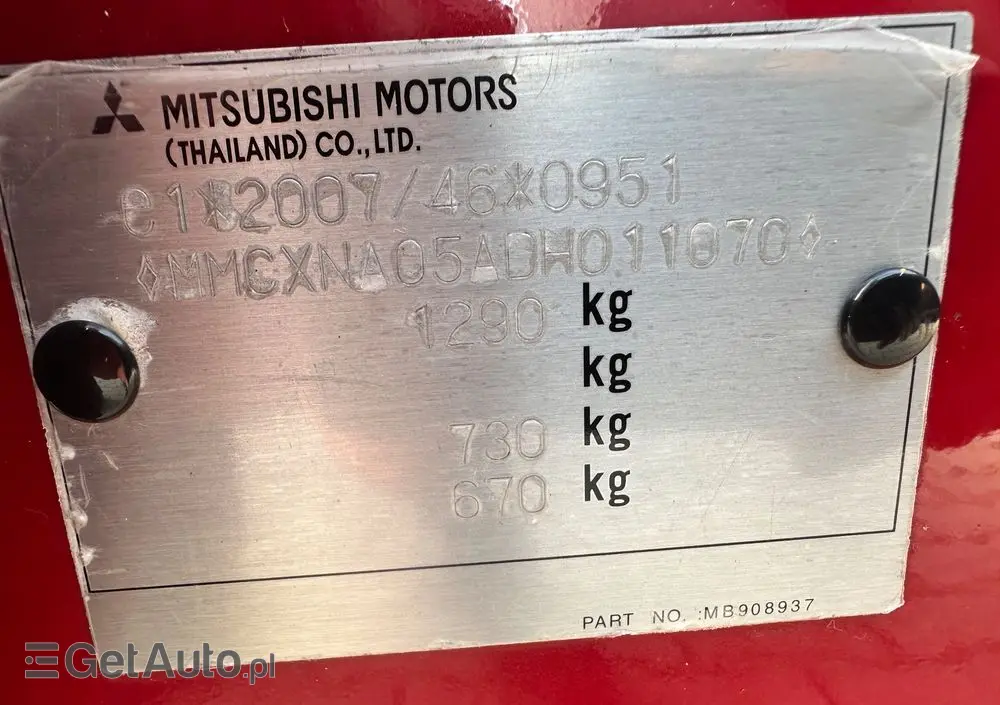 MITSUBISHI MOTORS
(THAILAND) CO.,LTD.
e1*2007/46*0951
◊MMCXNA05ADH011070◊
1290 kg
kg
730 kg
670 kg
PART NO. :MB908937
GetAuto.pl